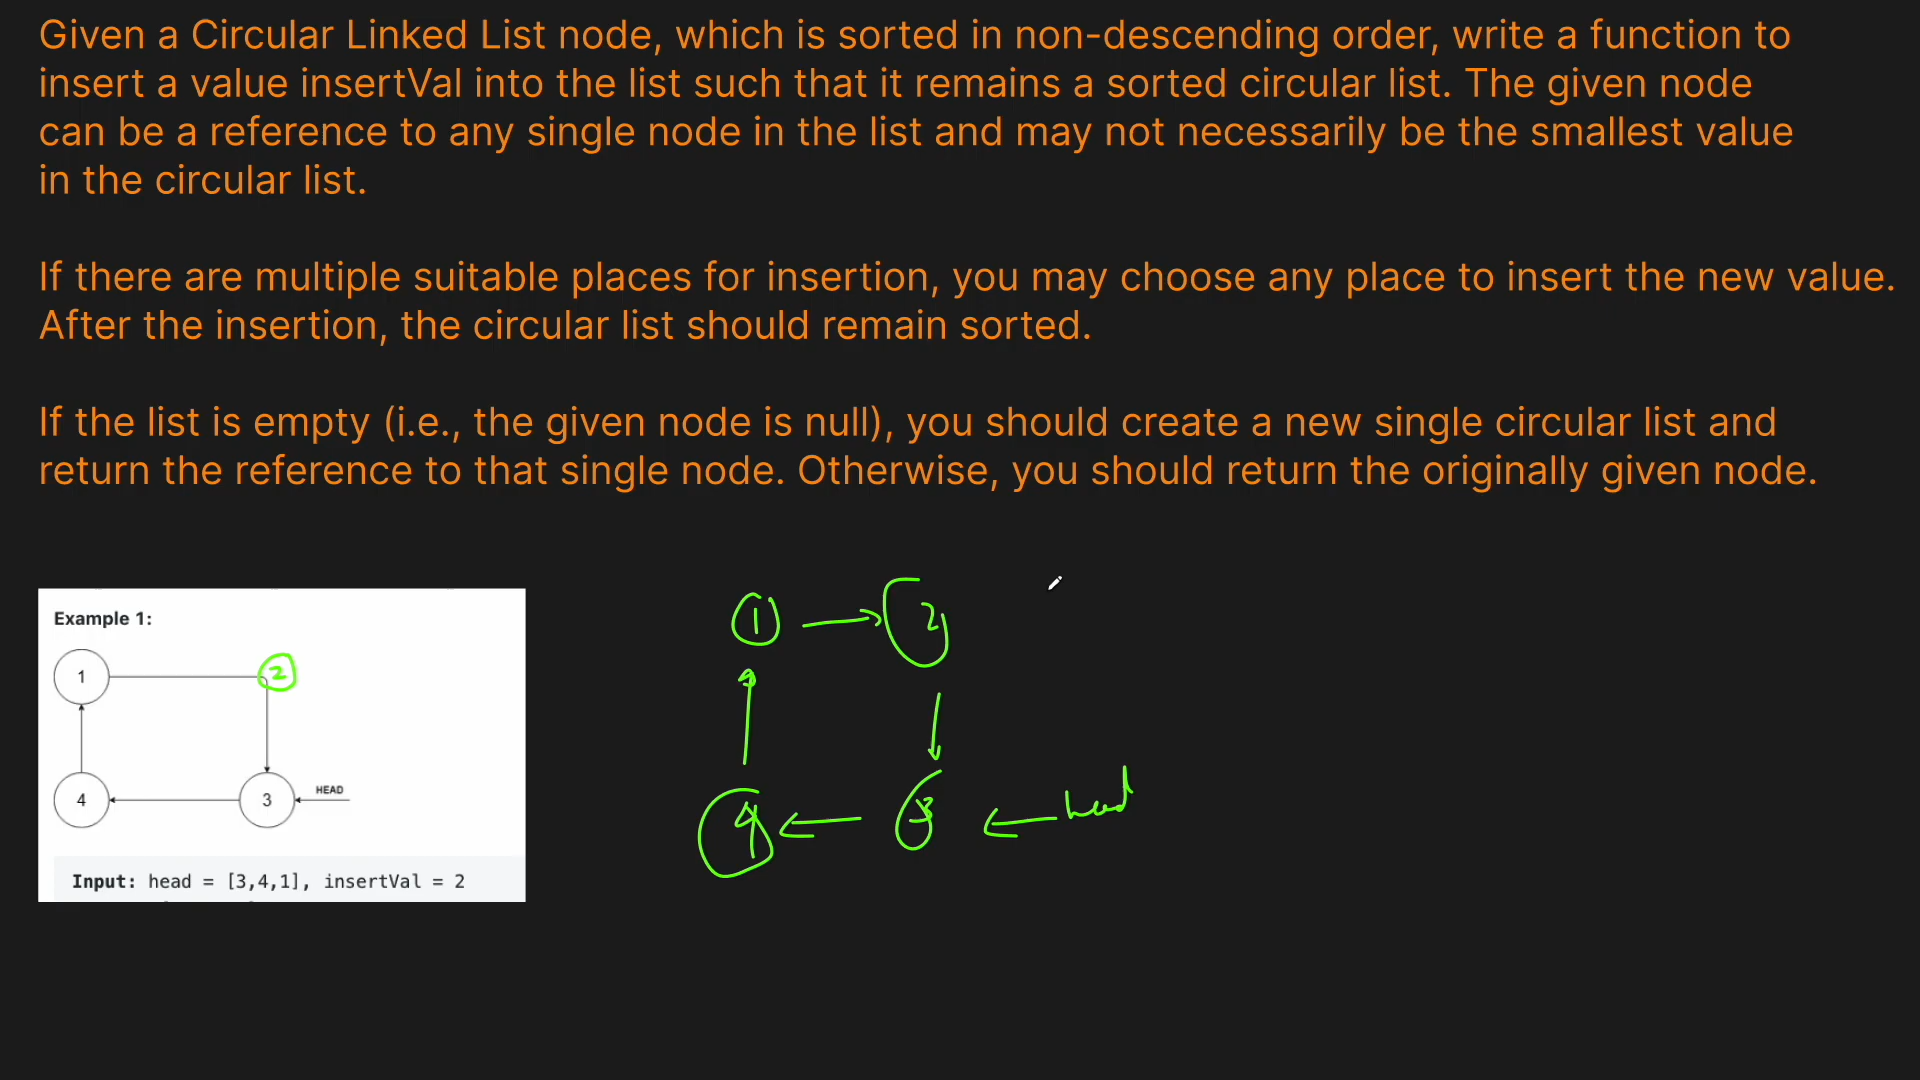 Given a Circular Linked List node, which is sorted in non-descending order, write a function to
insert a value insertVal into the list such that it remains a sorted circular list. The given node
can be a reference to any single node in the list and may not necessarily be the smallest value
in the circular list.
If there are multiple suitable places for insertion, you may choose any place to insert the new value.
After the insertion, the circular list should remain sorted.
If the list is empty (i.e., the given node is null), you should create a new single circular list and
return the reference to that single node. Otherwise, you should return the originally given node.
Example 1:
1 2
4 3 HEAD
Input: head = [3,4,1], insertVal = 2
1 2
4 3 head